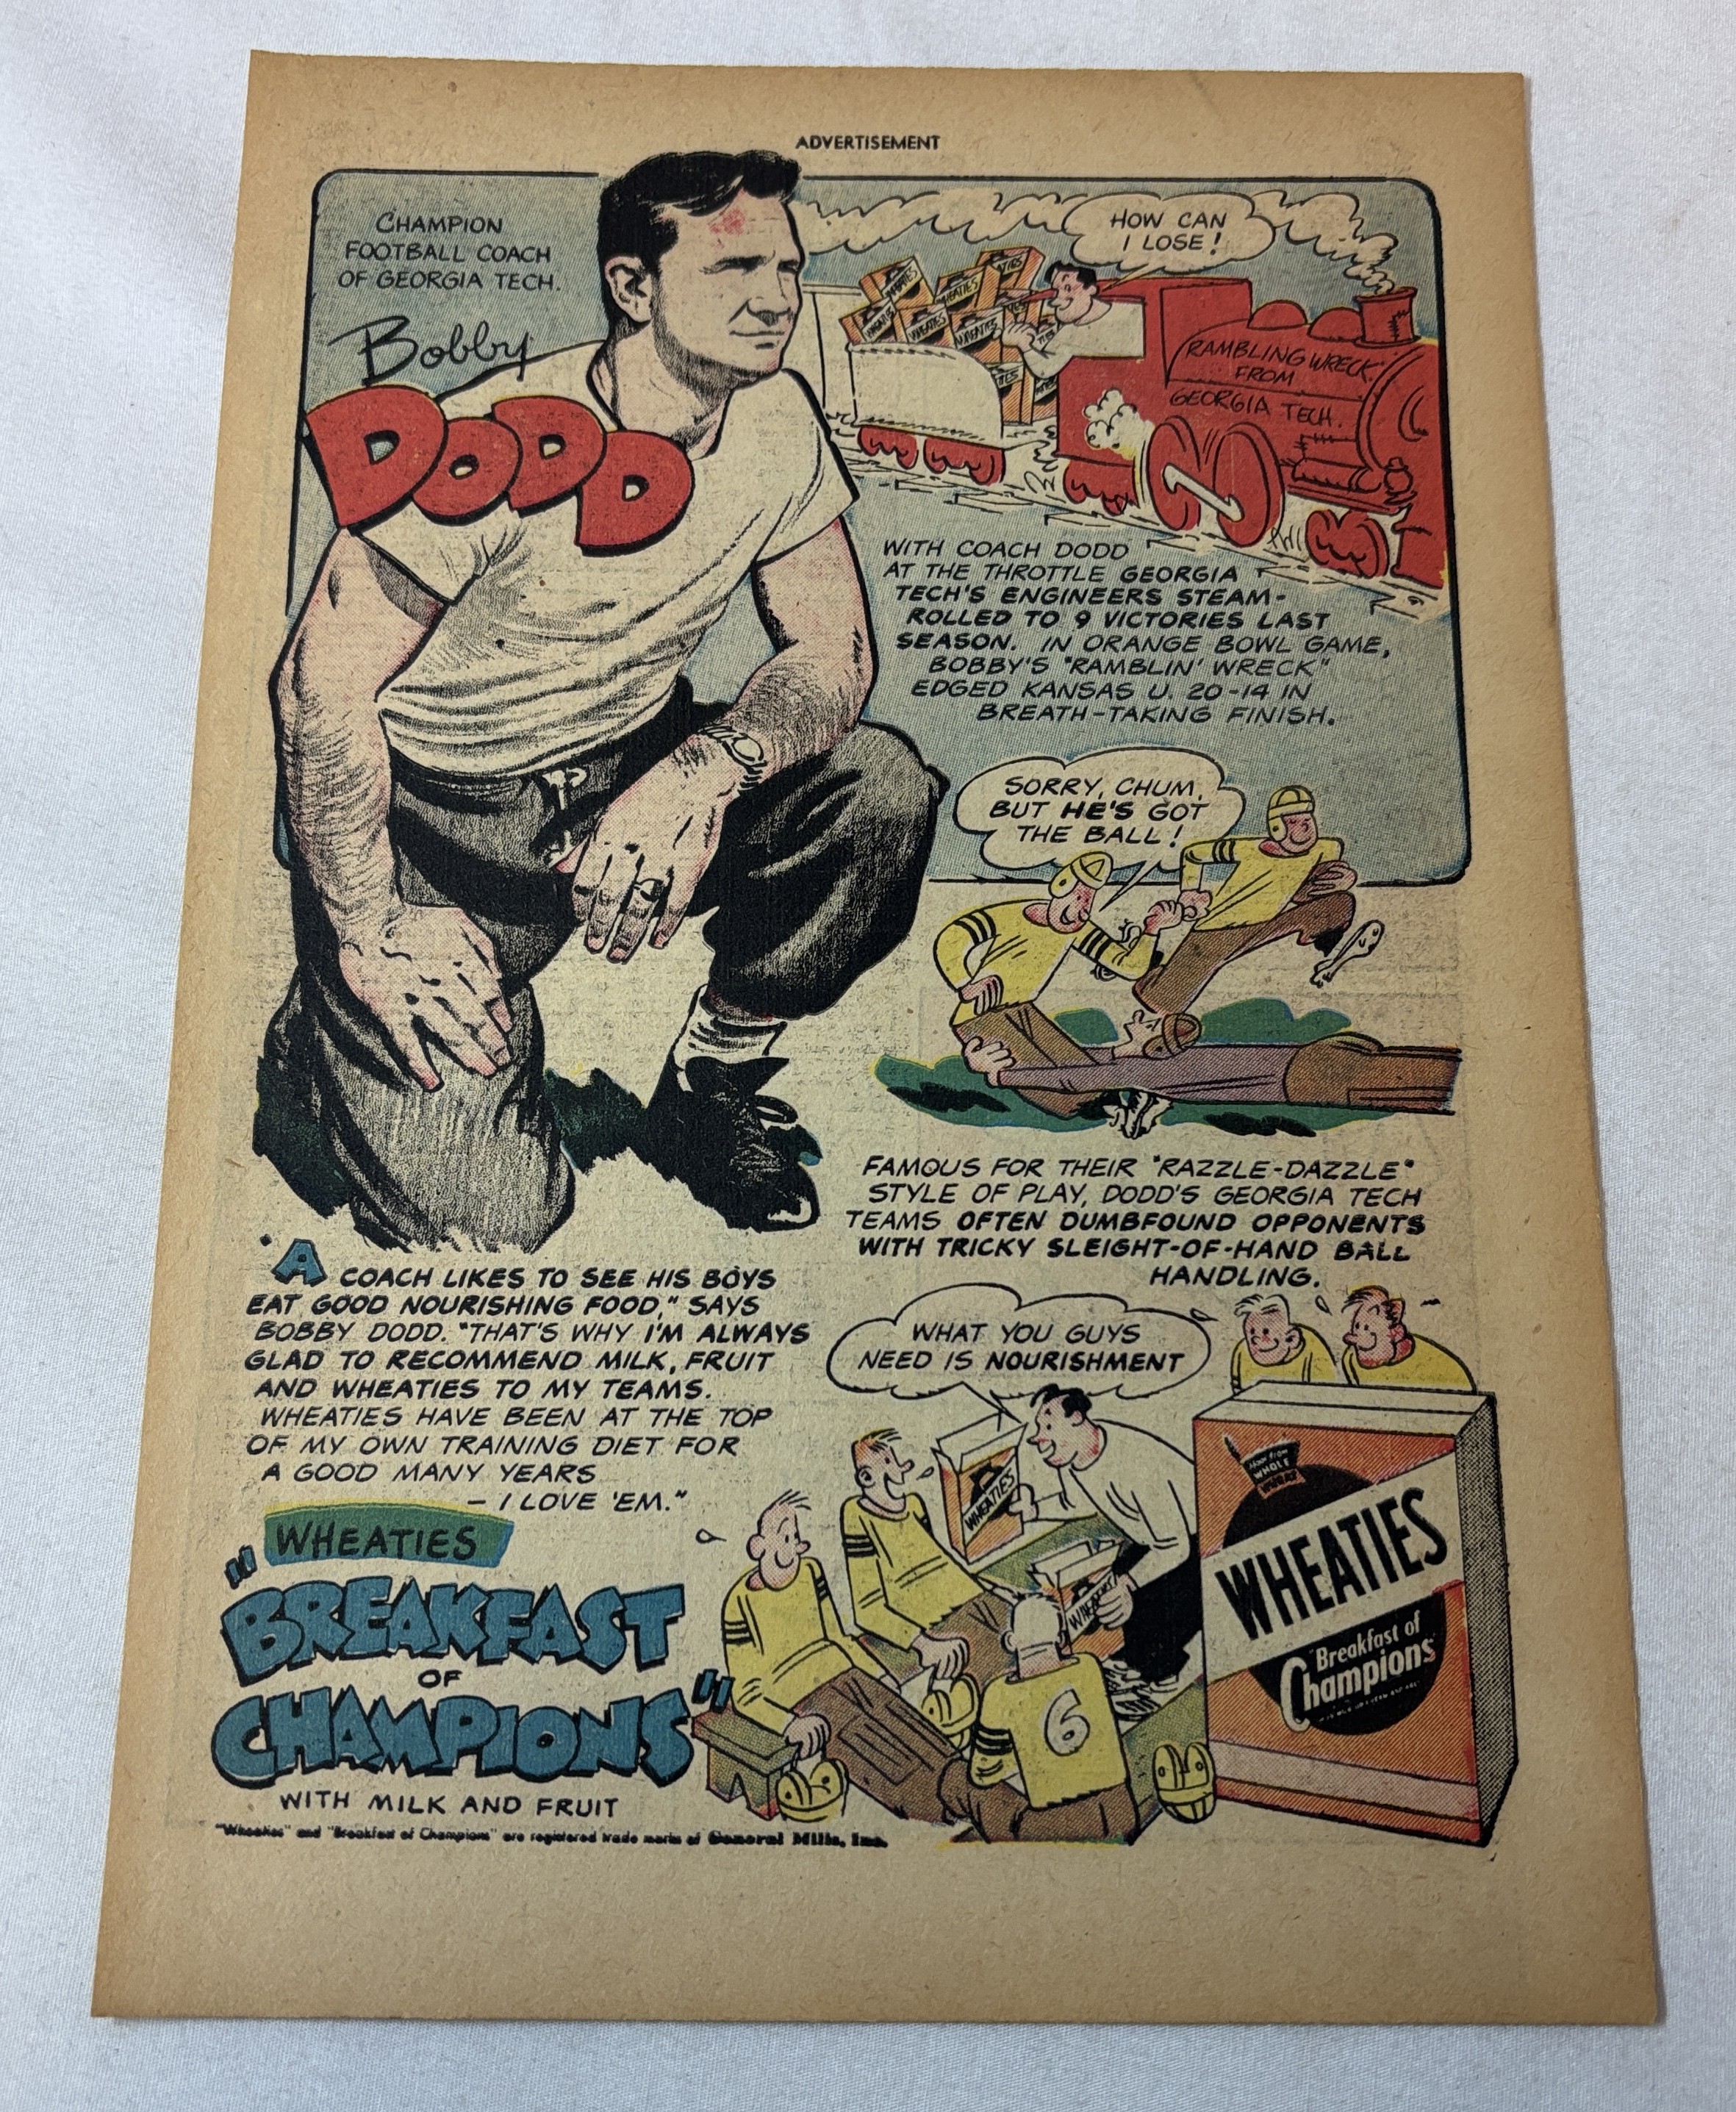 ADVERTISEMENT
CHAMPION
FOOTBALL COACH
OF GEORGIA TECH.
Bobby
DODD
HOW CAN
I LOSE!
WHEATIES
WHEATIES
WHEATIES
WHEATIES
WHEATIES
RAMBLING WRECK
FROM
GEORGIA TECH.
WITH COACH DODD
AT THE THROTTLE GEORGIA
TECH'S ENGINEERS STEAM-
ROLLED TO 9 VICTORIES LAST
SEASON. IN ORANGE BOWL GAME,
BOBBY'S "RAMBLIN' WRECK"
EDGED KANSAS U. 20-14 IN
BREATH-TAKING FINISH.
SORRY, CHUM,
BUT HE'S GOT
THE BALL!
FAMOUS FOR THEIR "RAZZLE-DAZZLE"
STYLE OF PLAY, DODD'S GEORGIA TECH
TEAMS OFTEN DUMBFOUND OPPONENTS
WITH TRICKY SLEIGHT-OF-HAND BALL
HANDLING.
"A COACH LIKES TO SEE HIS BOYS
EAT GOOD NOURISHING FOOD," SAYS
BOBBY DODD. "THAT'S WHY I'M ALWAYS
GLAD TO RECOMMEND MILK, FRUIT
AND WHEATIES TO MY TEAMS.
WHEATIES HAVE BEEN AT THE TOP
OF MY OWN TRAINING DIET FOR
A GOOD MANY YEARS
- I LOVE 'EM."
WHAT YOU GUYS
NEED IS NOURISHMENT
WHEATIES
WHEATIES
6
WHOLE
WHEATIES
"Breakfast of
Champions"
WHEATIES
"BREAKFAST
OF
CHAMPIONS"
WITH MILK AND FRUIT
"Wheaties" and "Breakfast of Champions" are registered trade marks of General Mills, Inc.